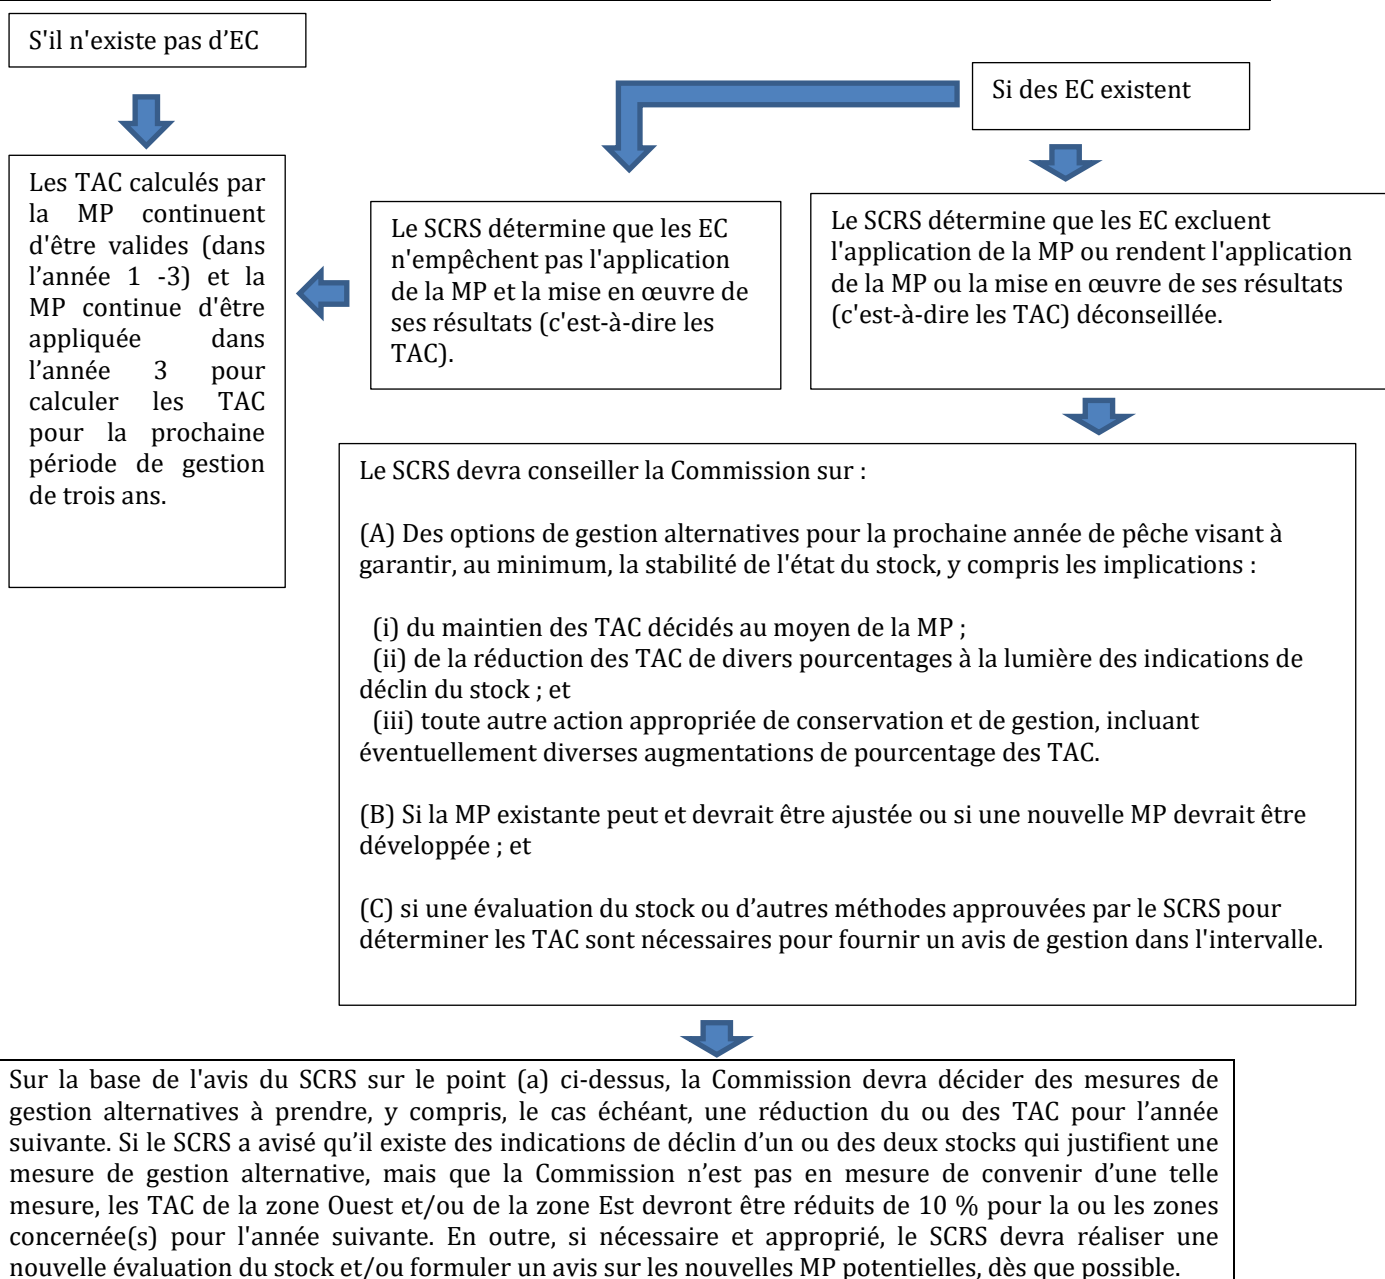 S'il n'existe pas d’EC
Si des EC existent
Les TAC calculés par
la MP continuent
d'être valides (dans
l’année 1 -3) et la
MP continue d'être
appliquée dans
l’année 3 pour
calculer les TAC
pour la prochaine
période de gestion
de trois ans.
Le SCRS détermine que les EC
n'empêchent pas l'application
de la MP et la mise en œuvre de
ses résultats (c'est-à-dire les
TAC).
Le SCRS détermine que les EC excluent
l'application de la MP ou rendent l'application
de la MP ou la mise en œuvre de ses résultats
(c'est-à-dire les TAC) déconseillée.
Le SCRS devra conseiller la Commission sur :
(A) Des options de gestion alternatives pour la prochaine année de pêche visant à
garantir, au minimum, la stabilité de l'état du stock, y compris les implications :
(i) du maintien des TAC décidés au moyen de la MP ;
(ii) de la réduction des TAC de divers pourcentages à la lumière des indications de
déclin du stock ; et
(iii) toute autre action appropriée de conservation et de gestion, incluant
éventuellement diverses augmentations de pourcentage des TAC.
(B) Si la MP existante peut et devrait être ajustée ou si une nouvelle MP devrait être
développée ; et
(C) si une évaluation du stock ou d’autres méthodes approuvées par le SCRS pour
déterminer les TAC sont nécessaires pour fournir un avis de gestion dans l'intervalle.
Sur la base de l'avis du SCRS sur le point (a) ci-dessus, la Commission devra décider des mesures de
gestion alternatives à prendre, y compris, le cas échéant, une réduction du ou des TAC pour l’année
suivante. Si le SCRS a avisé qu’il existe des indications de déclin d’un ou des deux stocks qui justifient une
mesure de gestion alternative, mais que la Commission n’est pas en mesure de convenir d’une telle
mesure, les TAC de la zone Ouest et/ou de la zone Est devront être réduits de 10 % pour la ou les zones
concernée(s) pour l'année suivante. En outre, si nécessaire et approprié, le SCRS devra réaliser une
nouvelle évaluation du stock et/ou formuler un avis sur les nouvelles MP potentielles, dès que possible.